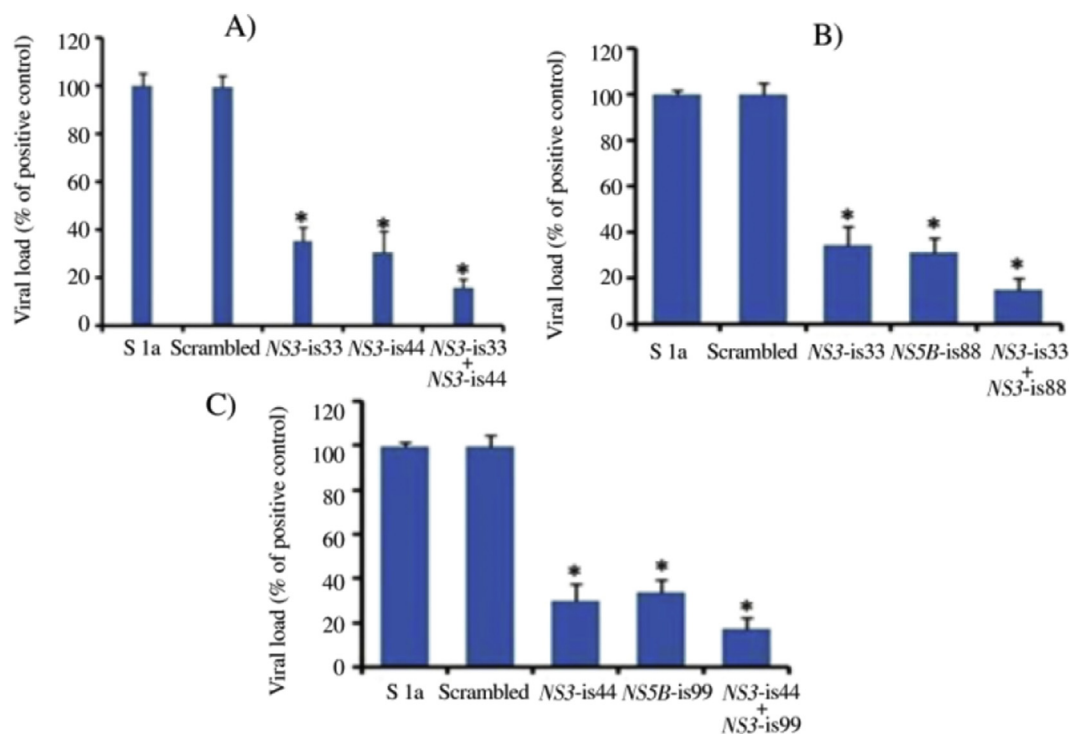 A)
Viral load (% of positive control)
120
100
80
60
40
20
0
* * *
S 1a Scrambled NS3-is33 NS3-is44 NS3-is33
+
NS3-is44
B)
Viral load (% of positive control)
120
100
80
60
40
20
0
* * *
S 1a Scrambled NS3-is33 NS5B-is88 NS3-is33
+
NS3-is88
C)
Viral load (% of positive control)
120
100
80
60
40
20
0
* * *
S 1a Scrambled NS3-is44 NS5B-is99 NS3-is44
+
NS3-is99